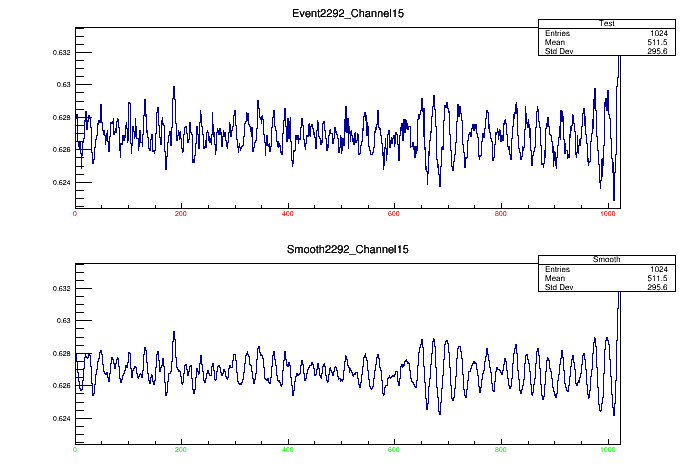 Event2292_Channel15
Test
Entries 1024
Mean 511.5
Std Dev 295.6
0.632
0.63
0.628
0.626
0.624
0 200 400 600 800 1000
Smooth2292_Channel15
Smooth
Entries 1024
Mean 511.5
Std Dev 295.6
0.632
0.63
0.628
0.626
0.624
0 200 400 600 800 1000